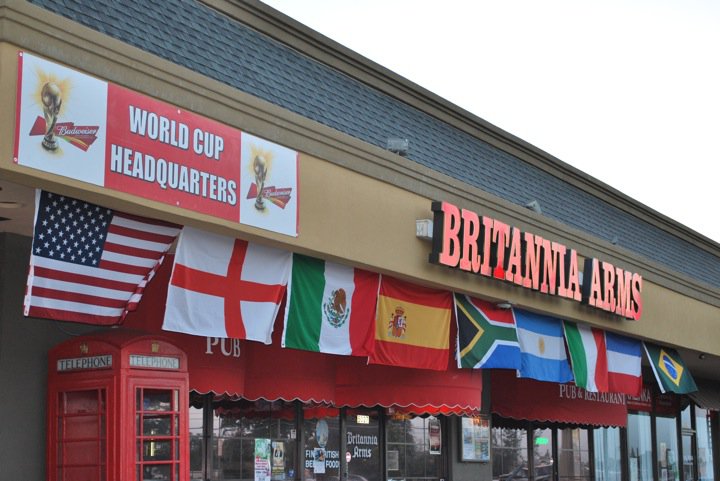 WORLD CUP
HEADQUARTERS
Budweiser
Budweiser
BRITANNIA ARMS
PUB
PUB & RESTAURANT
TELEPHONE
TELEPHONE
Britannia
Arms